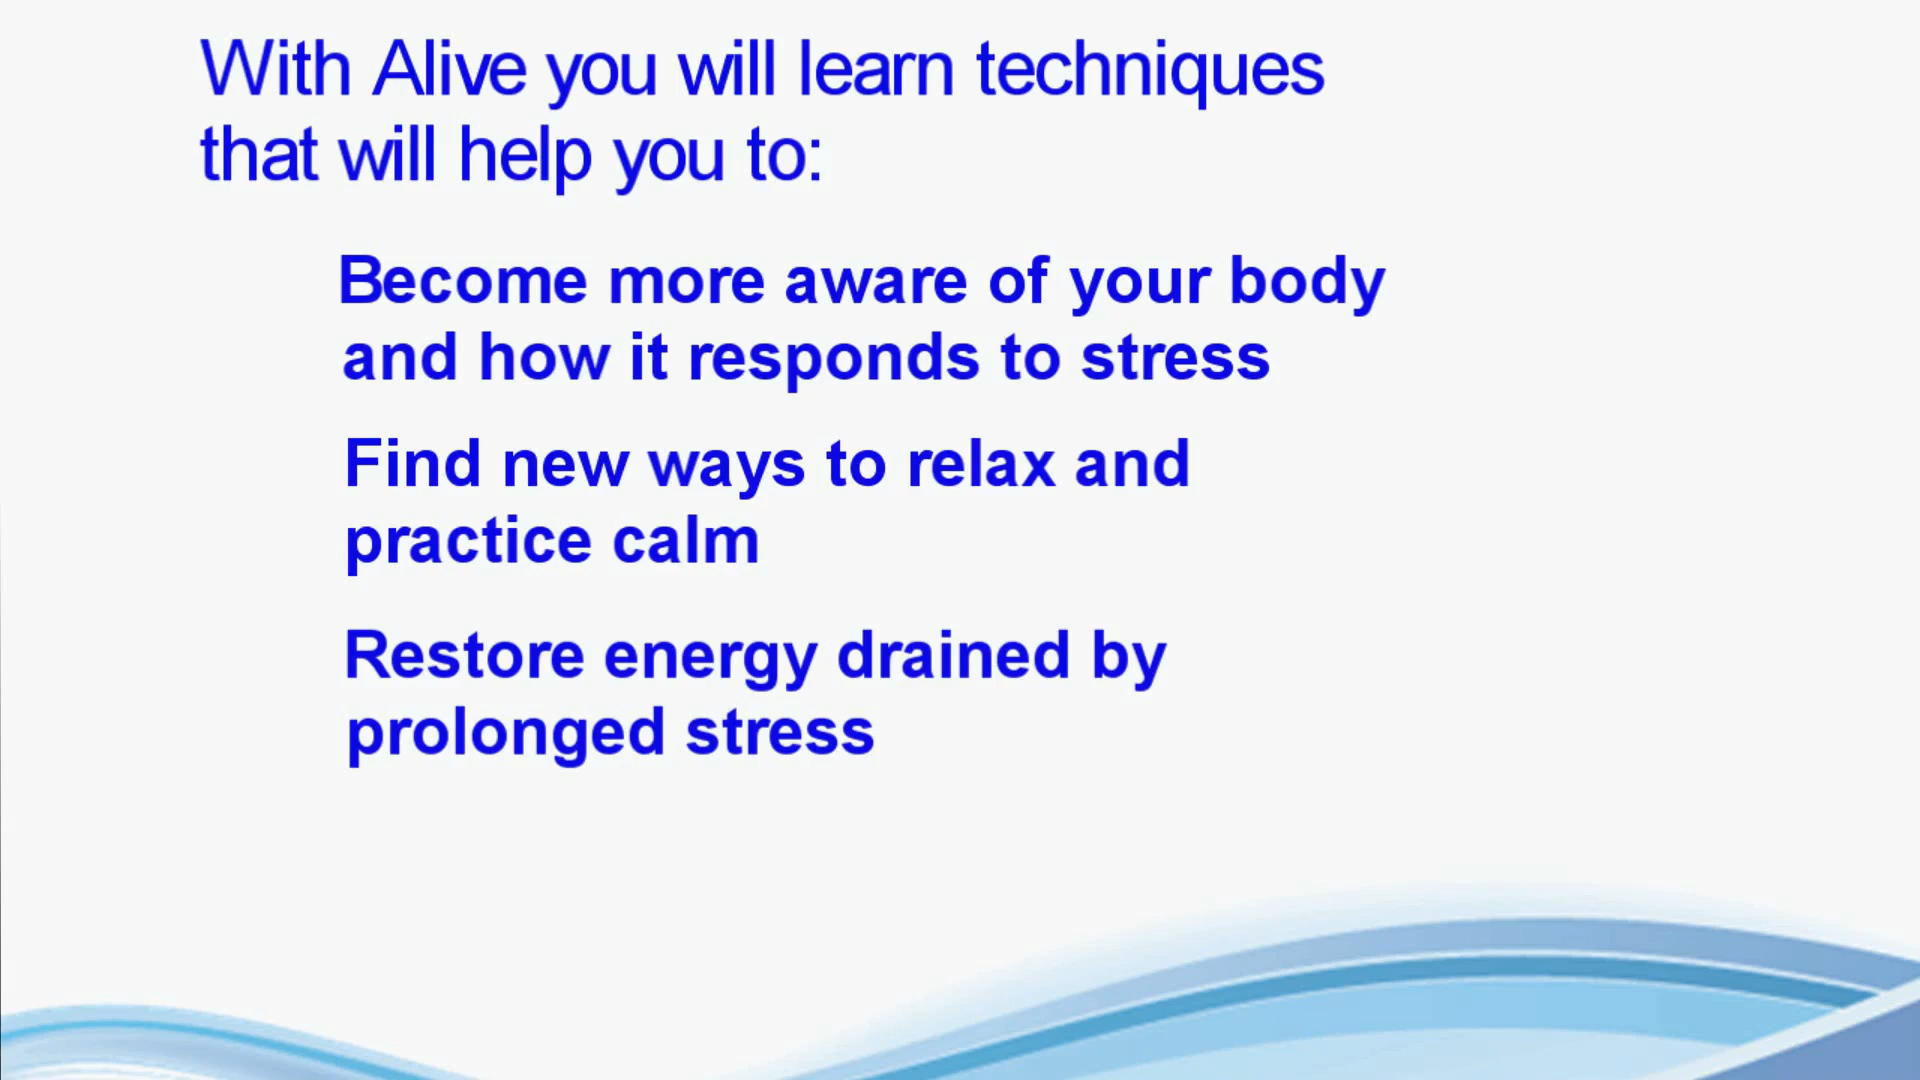 With Alive you will learn techniques
that will help you to:
Become more aware of your body
and how it responds to stress
Find new ways to relax and
practice calm
Restore energy drained by
prolonged stress